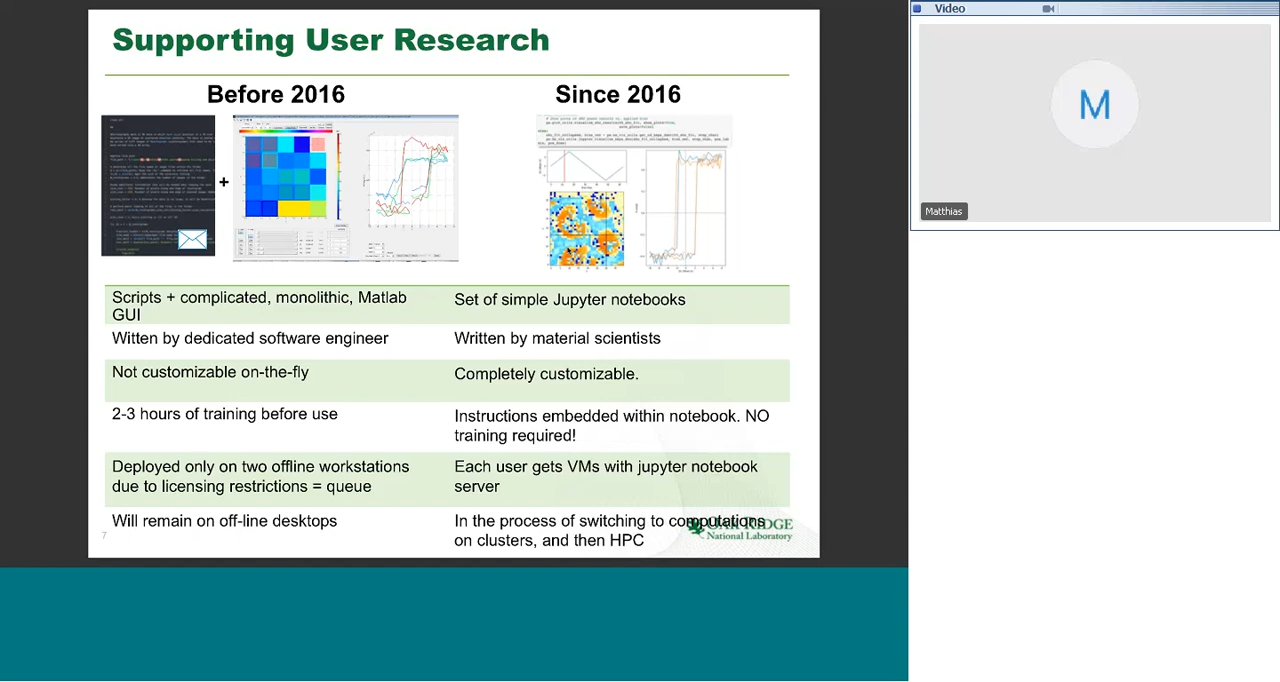 Supporting User Research
Before 2016
Since 2016
+
Scripts + complicated, monolithic, Matlab
GUI
Set of simple Jupyter notebooks
Witten by dedicated software engineer
Written by material scientists
Not customizable on-the-fly
Completely customizable.
2-3 hours of training before use
Instructions embedded within notebook. NO
training required!
Deployed only on two offline workstations
due to licensing restrictions = queue
Each user gets VMs with jupyter notebook
server
Will remain on off-line desktops
In the process of switching to computations
on clusters, and then HPC
OAK RIDGE
National Laboratory
7
Video
M
Matthias